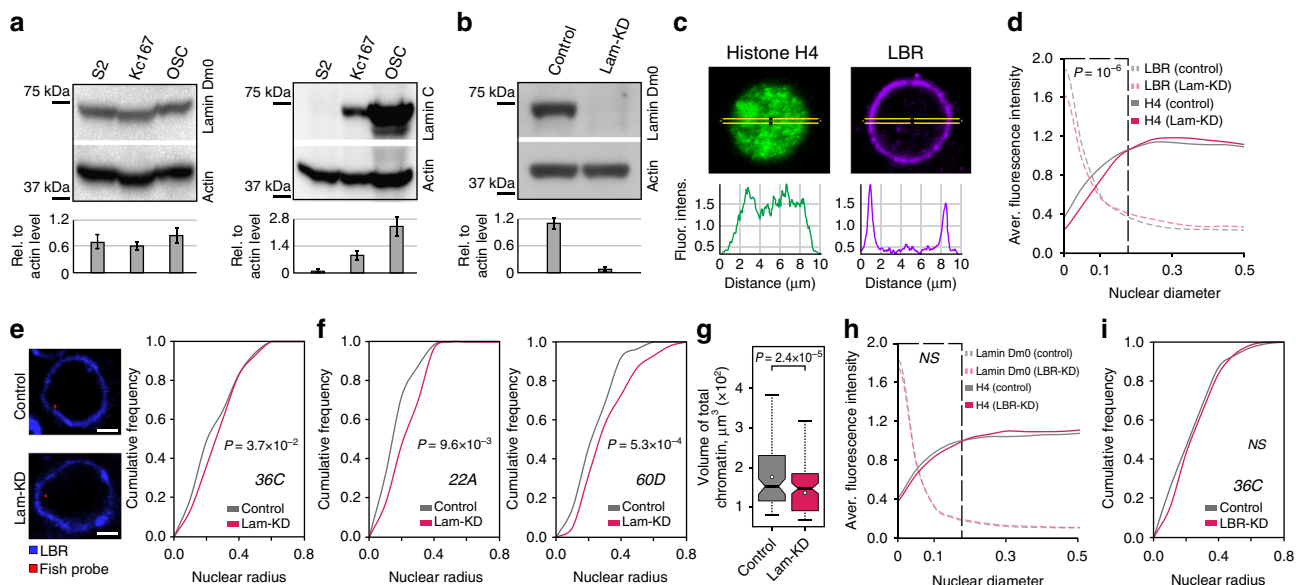 a
S2
Kc167
OSC
75 kDa
Lamin Dm0
37 kDa
Actin
Rel. to
actin level
1.2
0.6
0
S2
Kc167
OSC
75 kDa
Lamin C
37 kDa
Actin
Rel. to
actin level
2.8
1.4
0
b
Control
Lam-KD
75 kDa
Lamin Dm0
37 kDa
Actin
Rel. to
actin level
1.2
0.6
0
c
Histone H4
LBR
Fluor. intens.
1.5
1.0
0.5
0 2 4 6 8 10
Distance (μm)
1.5
1.0
0.5
0 2 4 6 8 10
Distance (μm)
d
Aver. fluorescence intensity
2.0
1.6
1.2
0.8
0.4
0.0
P = 10⁻⁶
LBR (control)
LBR (Lam-KD)
H4 (control)
H4 (Lam-KD)
0.0 0.1 0.3 0.5
Nuclear diameter
e
Control
Lam-KD
LBR
Fish probe
Cumulative frequency
1.0
0.8
0.6
0.4
0.2
0.0
P = 3.7×10⁻²
36C
Control
Lam-KD
0.0 0.4 0.8
Nuclear radius
f
Cumulative frequency
1.0
0.8
0.6
0.4
0.2
0.0
P = 9.6×10⁻³
22A
Control
Lam-KD
0.0 0.4 0.8
Nuclear radius
Cumulative frequency
1.0
0.8
0.6
0.4
0.2
0.0
P = 5.3×10⁻⁴
60D
Control
Lam-KD
0.0 0.4 0.8
Nuclear radius
g
Volume of total
chromatin, μm³ (×10²)
P = 2.4×10⁻⁵
4
3
2
1
Control
Lam-KD
h
Aver. fluorescence intensity
2.0
1.6
1.2
0.8
0.4
0.0
NS
Lamin Dm0 (control)
Lamin Dm0 (LBR-KD)
H4 (control)
H4 (LBR-KD)
0.0 0.1 0.3 0.5
Nuclear diameter
i
Cumulative frequency
1.0
0.8
0.6
0.4
0.2
0.0
NS
36C
Control
LBR-KD
0.0 0.4 0.8
Nuclear radius